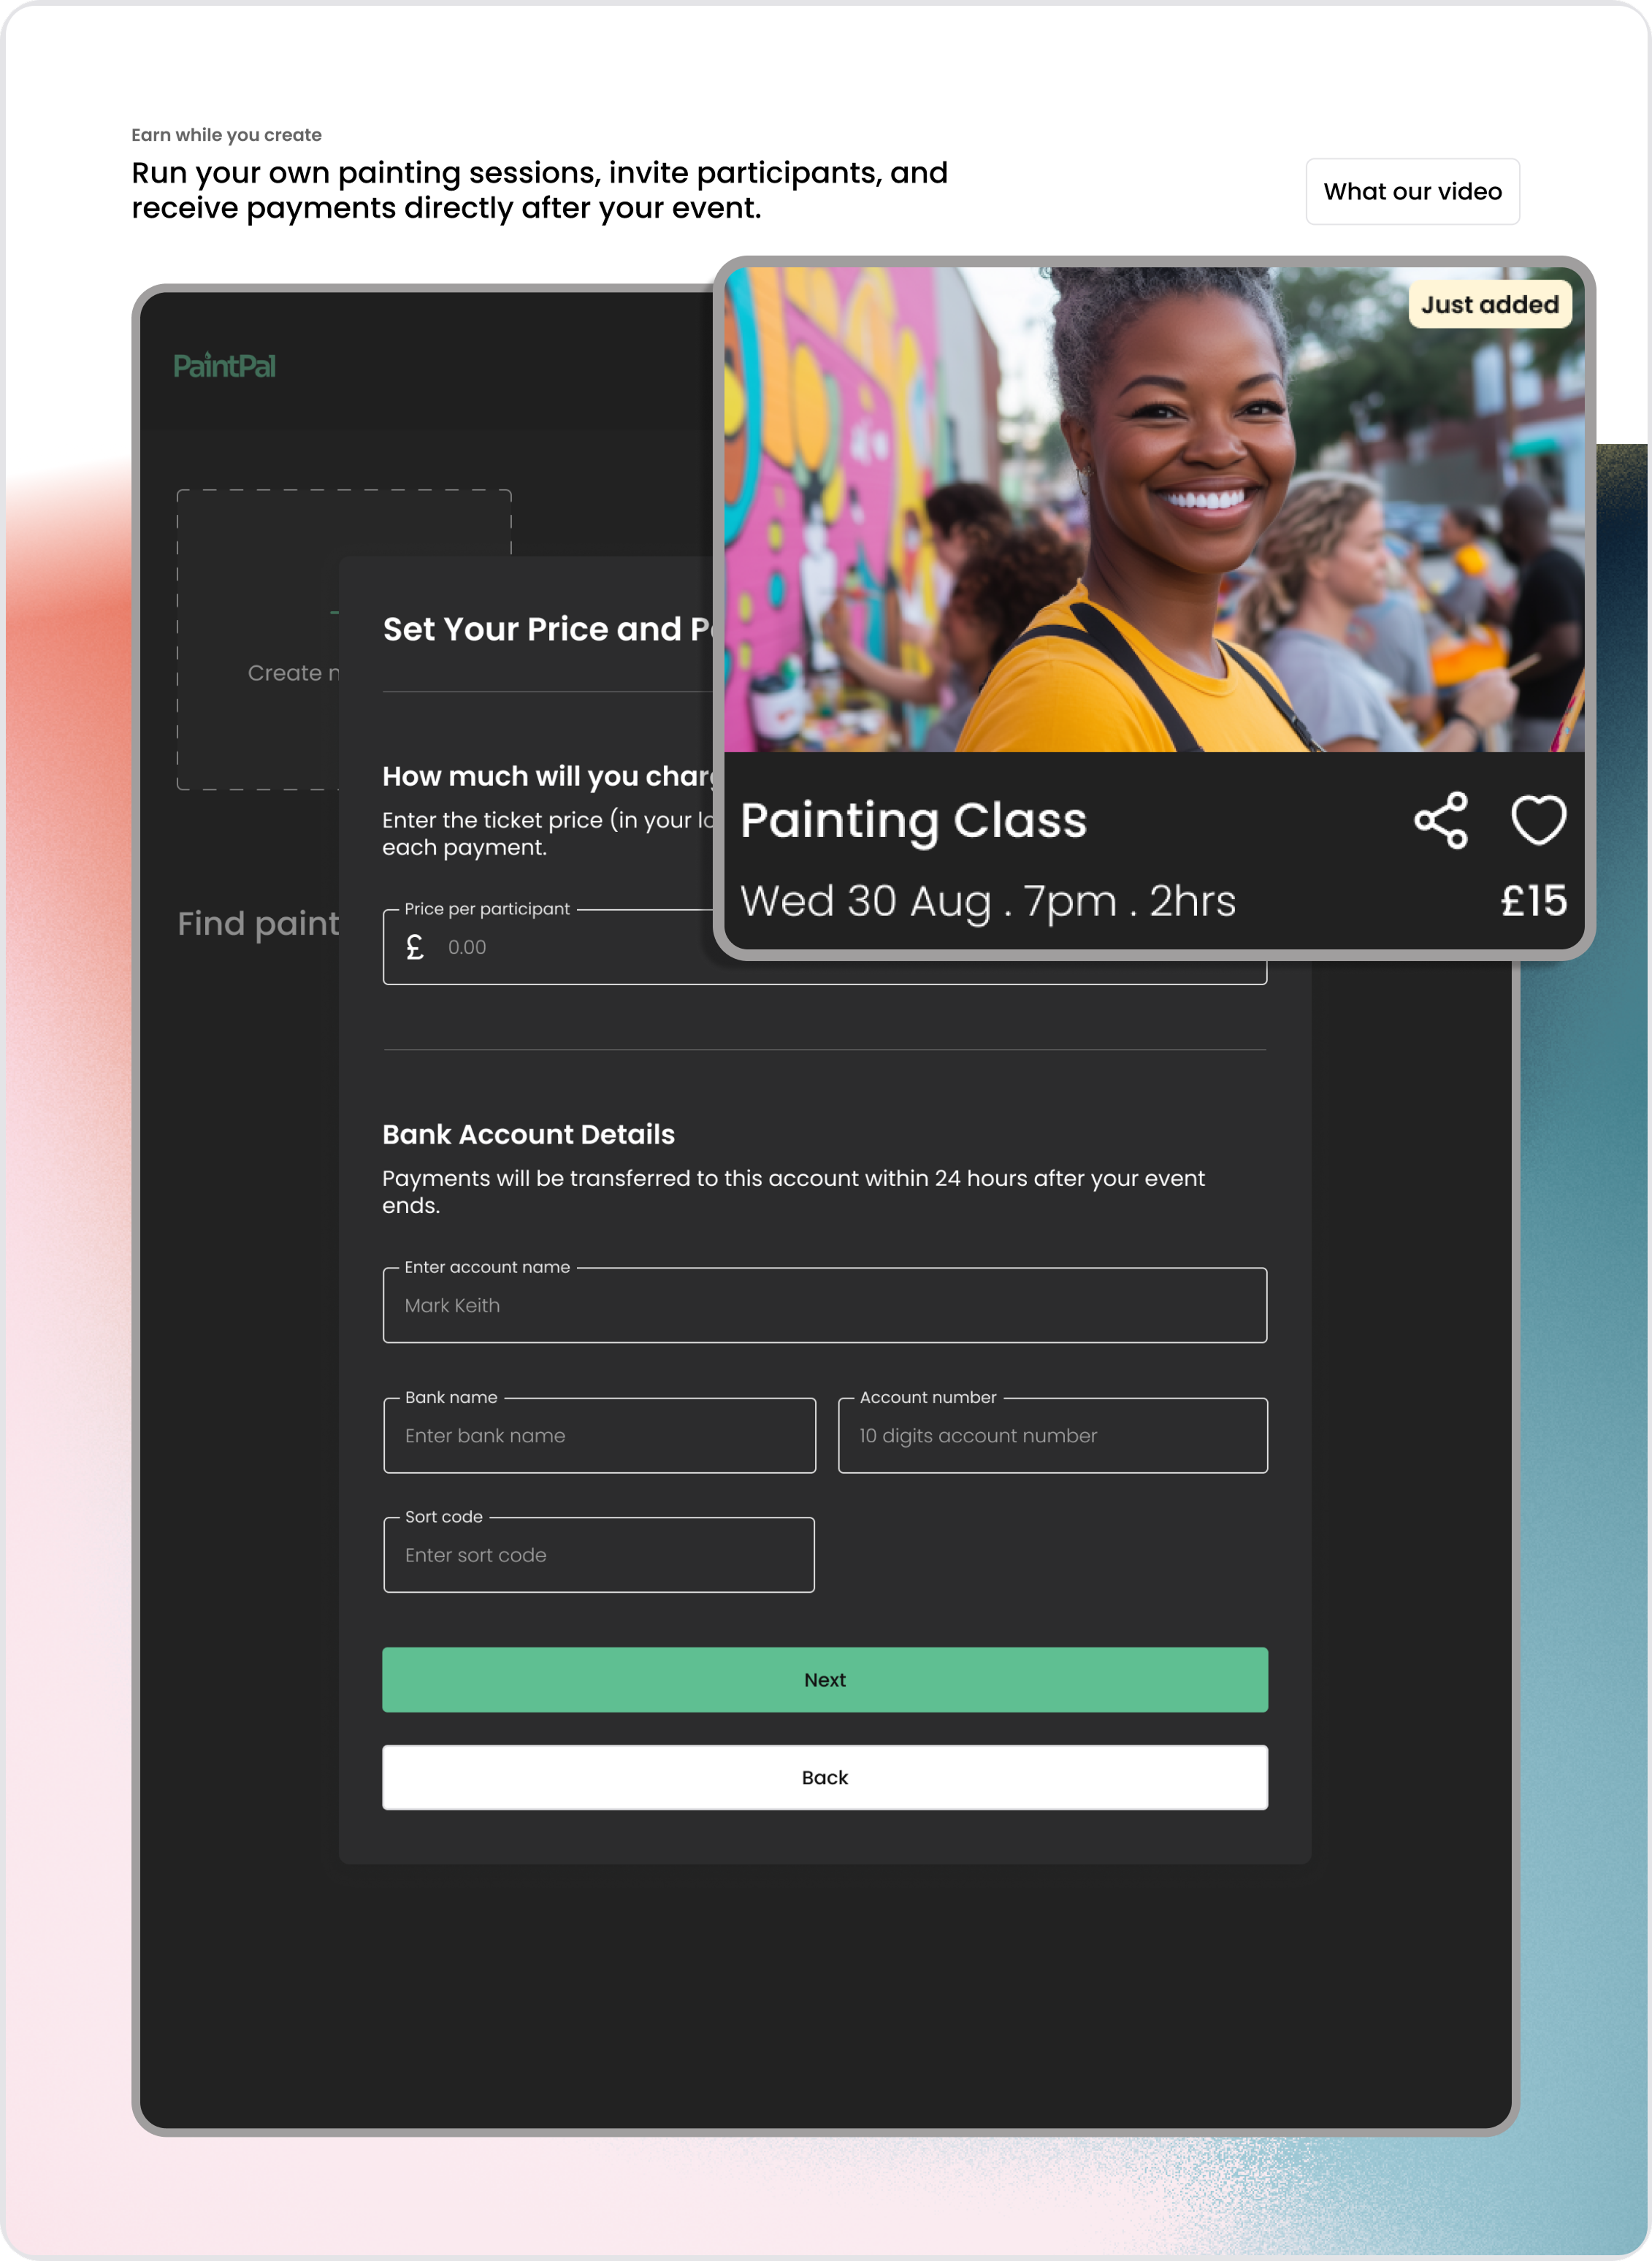 Earn while you create
Run your own painting sessions, invite participants, and
receive payments directly after your event.
What our video
PaintPal
Just added
Create
Set Your Price and
Painting Class
Wed 30 Aug . 7pm . 2hrs
£15
How much will you
Enter the ticket price (in your
each payment.
Find
Price per participant
£ 0.00
Bank Account Details
Payments will be transferred to this account within 24 hours after your event
ends.
Enter account name
Mark Keith
Bank name
Enter bank name
Account number
10 digits account number
Sort code
Enter sort code
Next
Back